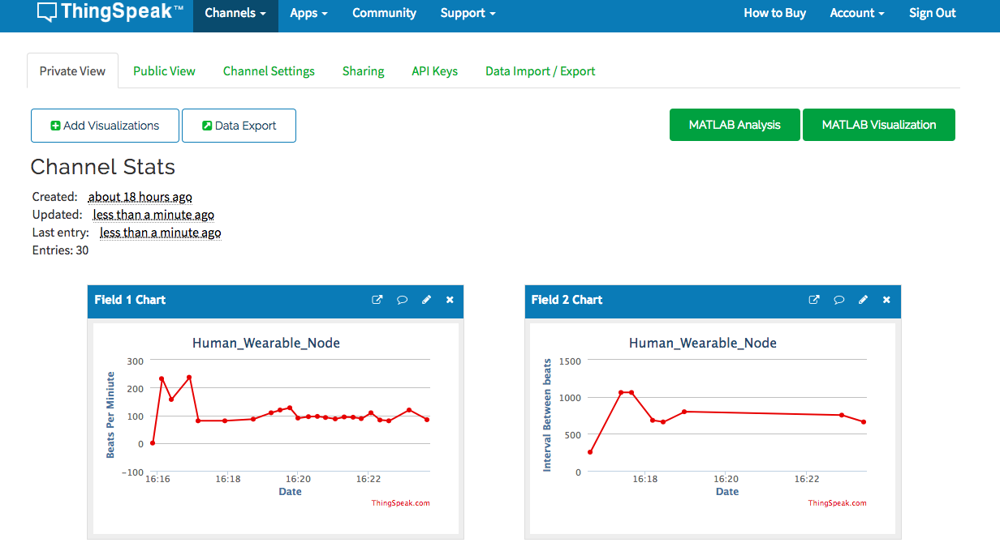 ThingSpeak™ Channels Apps Community Support How to Buy Account Sign Out
Private View Public View Channel Settings Sharing API Keys Data Import / Export
Add Visualizations Data Export MATLAB Analysis MATLAB Visualization
Channel Stats
Created: about 18 hours ago
Updated: less than a minute ago
Last entry: less than a minute ago
Entries: 30
Field 1 Chart
Human_Wearable_Node
Beats Per Miniute
300
200
100
0
-100
16:16 16:18 16:20 16:22
Date
ThingSpeak.com
Field 2 Chart
Human_Wearable_Node
Interval Between beats
1500
1000
500
0
16:18 16:20 16:22
Date
ThingSpeak.com